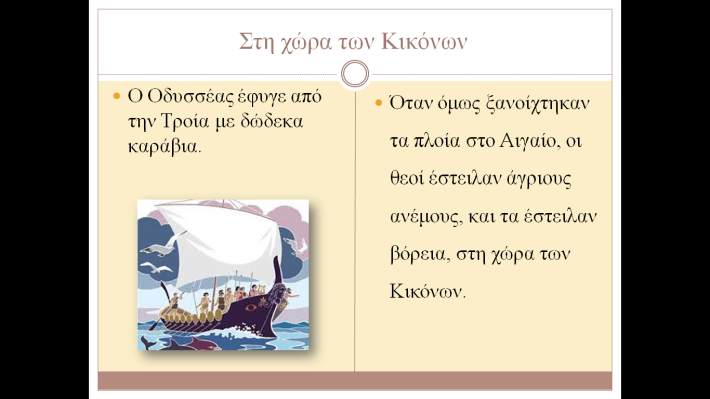 Στη χώρα των Κικόνων
Ο Οδυσσέας έφυγε από
την Τροία με δώδεκα
καράβια.
Όταν όμως ξανοίχτηκαν
τα πλοία στο Αιγαίο, οι
θεοί έστειλαν άγριους
ανέμους, και τα έστειλαν
βόρεια, στη χώρα των
Κικόνων.